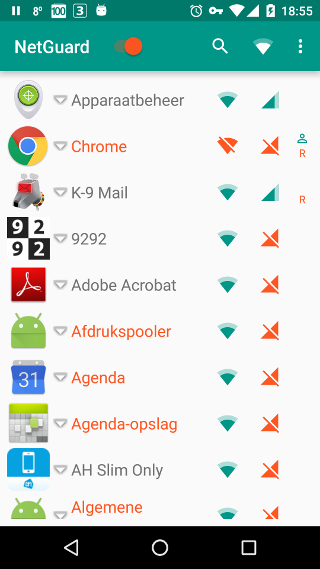 8° 100 3 18:55
NetGuard
Apparaatbeheer
Chrome
R
K-9 Mail
R
9 2
9 2
9292
Adobe Acrobat
Afdrukspooler
31
Agenda
Agenda-opslag
ah
AH Slim Only
Algemene